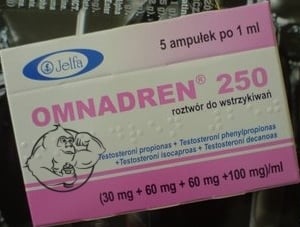 5 ampułek po 1 ml
Jelfa
OMNADREN® 250
roztwór do wstrzykiwań
Testosteroni propionas + Testosteroni phenylpropionas
+Testosteroni isocaproas + Testosteroni decanoas
(30 mg + 60 mg + 60 mg +100 mg)/ml